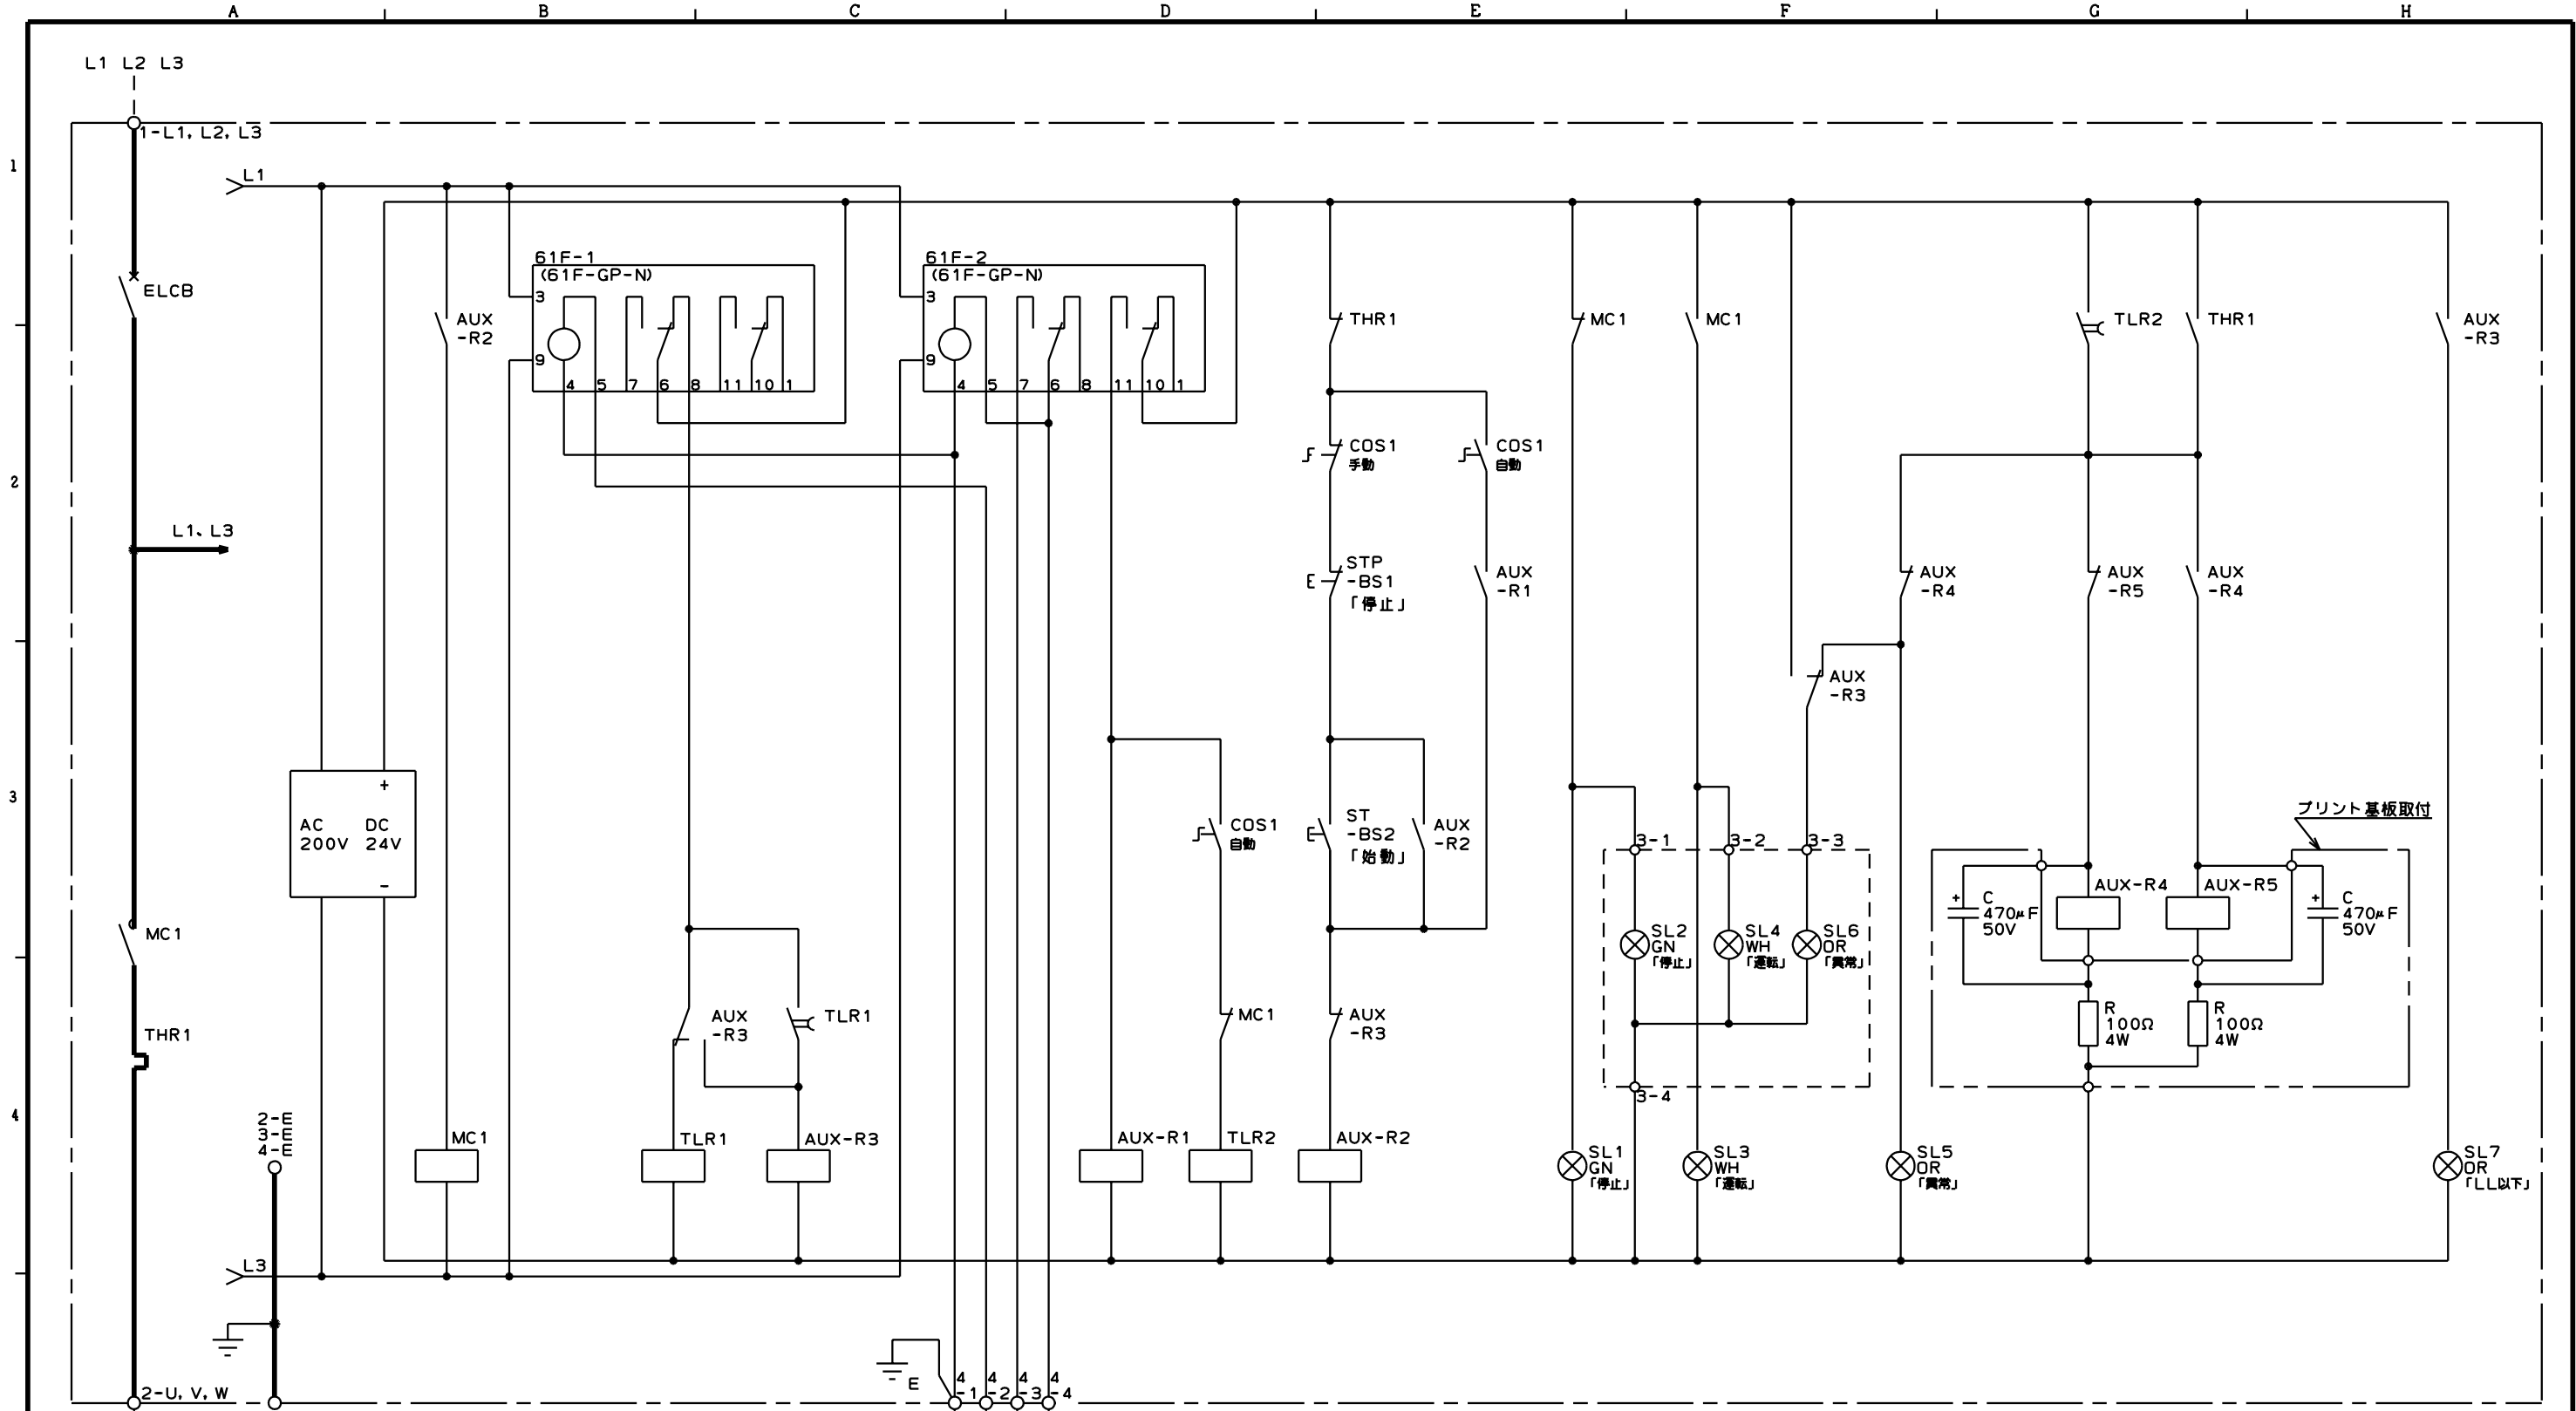 A B C D E F G H
L1 L2 L3
1-L1, L2, L3
1
L1
61F-1
(61F-GP-N)
3
9
4 5 7 6 8 11 10 1
61F-2
(61F-GP-N)
3
9
4 5 7 6 8 11 10 1
ELCB
AUX
-R2
THR1
MC1
MC1
TLR2
THR1
AUX
-R3
COS1
手動
COS1
自動
2
L1、L3
STP
-BS1
「停止」
AUX
-R1
AUX
-R4
AUX
-R5
AUX
-R4
AUX
-R3
3
+
AC
200V
DC
24V
-
COS1
自動
ST
-BS2
「始動」
AUX
-R2
3-1
3-2
3-3
プリント基板取付
MC1
SL2
GN
「停止」
SL4
WH
「運転」
SL6
OR
「異常」
+
C
470μF
50V
AUX-R4
AUX-R5
+
C
470μF
50V
THR1
AUX
-R3
TLR1
MC1
AUX
-R3
R
100Ω
4W
R
100Ω
4W
3-4
4
2-E
3-E
4-E
MC1
TLR1
AUX-R3
AUX-R1
TLR2
AUX-R2
SL1
GN
「停止」
SL3
WH
「運転」
SL5
OR
「異常」
SL7
OR
「LL以下」
L3
E
2-U, V, W
4
-1
4
-2
4
-3
4
-4